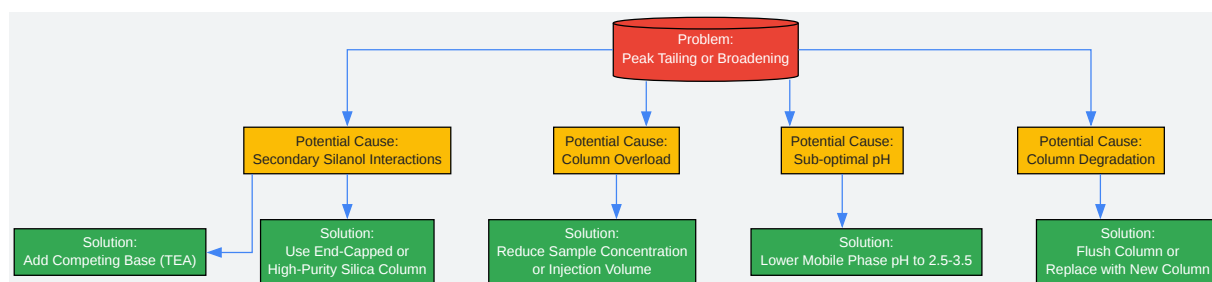 Problem:
Peak Tailing or Broadening
Potential Cause:
Secondary Silanol Interactions
Potential Cause:
Column Overload
Potential Cause:
Sub-optimal pH
Potential Cause:
Column Degradation
Solution:
Add Competing Base (TEA)
Solution:
Use End-Capped or
High-Purity Silica Column
Solution:
Reduce Sample Concentration
or Injection Volume
Solution:
Lower Mobile Phase pH to 2.5-3.5
Solution:
Flush Column or
Replace with New Column